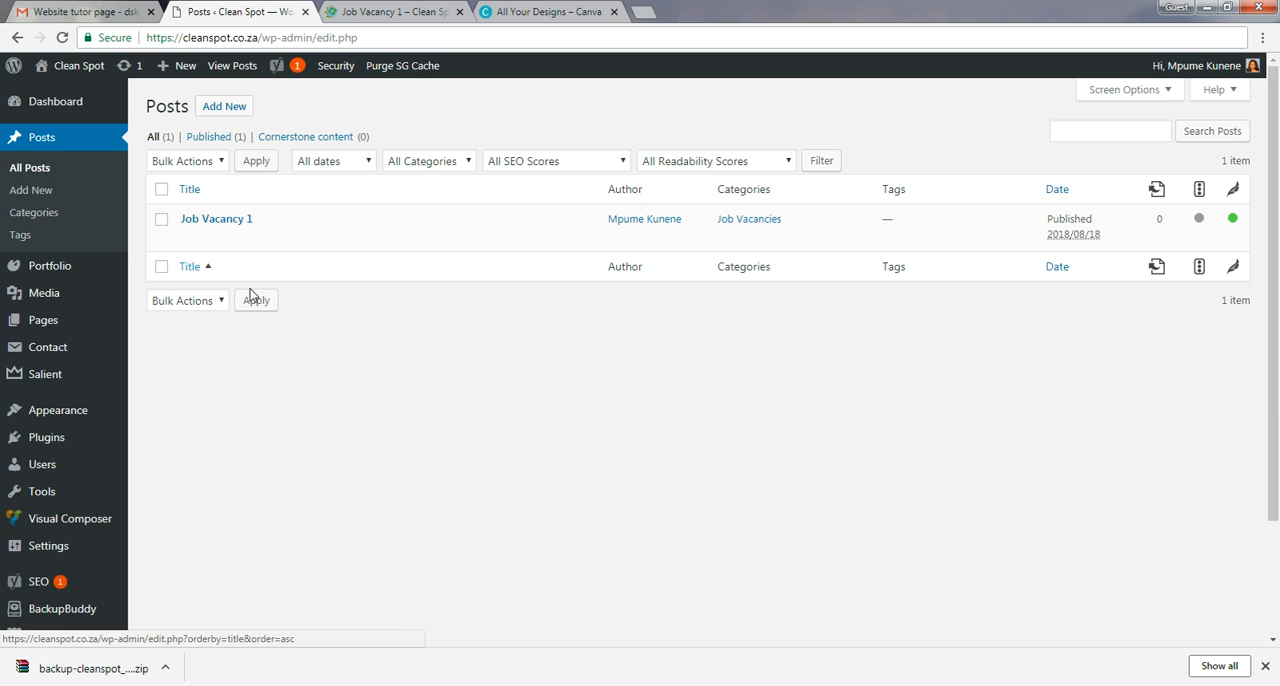 Website tutor page - dsk
Posts ‹ Clean Spot — Wo
Job Vacancy 1 – Clean Sp
All Your Designs – Canva
Guest
Secure
https://cleanspot.co.za/wp-admin/edit.php
Clean Spot
1
New
View Posts
1
Security
Purge SG Cache
Hi, Mpume Kunene
Dashboard
Posts
All Posts
Add New
Categories
Tags
Portfolio
Media
Pages
Contact
Salient
Appearance
Plugins
Users
Tools
Visual Composer
Settings
SEO 1
BackupBuddy
Screen Options
Help
Posts
Add New
All (1) | Published (1) | Cornerstone content (0)
Search Posts
Bulk Actions
Apply
All dates
All Categories
All SEO Scores
All Readability Scores
Filter
1 item
Title
Author
Categories
Tags
Date
Job Vacancy 1
Mpume Kunene
Job Vacancies
—
Published
2018/08/18
0
Title
Author
Categories
Tags
Date
Bulk Actions
Apply
1 item
https://cleanspot.co.za/wp-admin/edit.php?orderby=title&order=asc
backup-cleanspot_....zip
Show all